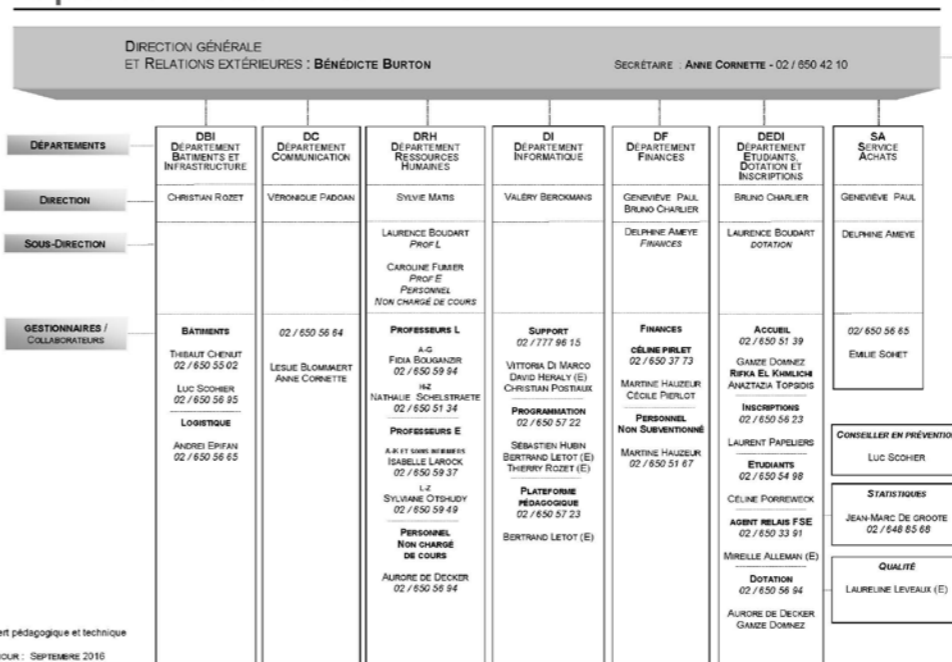 DIRECTION GÉNÉRALE
ET RELATIONS EXTÉRIEURES : BÉNÉDICTE BURTON
SECRÉTAIRE : ANNE CORNETTE - 02 / 650 42 10
DÉPARTEMENTS
DBI
DÉPARTEMENT
BATIMENTS ET
INFRASTRUCTURE
DC
DÉPARTEMENT
COMMUNICATION
DRH
DÉPARTEMENT
RESSOURCES
HUMAINES
DI
DÉPARTEMENT
INFORMATIQUE
DF
DÉPARTEMENT
FINANCES
DEDI
DÉPARTEMENT
ETUDIANTS,
DOTATION ET
INSCRIPTIONS
SA
SERVICE
ACHATS
DIRECTION
CHRISTIAN ROZET
VÉRONIQUE PADOAN
SYLVIE MATIS
VALÉRY BERCKMANS
GENEVIÈVE PAUL
BRUNO CHARLIER
BRUNO CHARLIER
GENEVIÈVE PAUL
SOUS-DIRECTION
LAURENCE BOUDART
PROF L
CAROLINE FUMIER
PROF E
PERSONNEL
NON CHARGÉ DE COURS
DELPHINE AMEYE
FINANCES
LAURENCE BOUDART
DOTATION
DELPHINE AMEYE
GESTIONNAIRES /
COLLABORATEURS
BATIMENTS
THIBAUT CHENUT
02 / 650 55 02
LUC SCOHIER
02 / 650 56 95
LOGISTIQUE
ANDREI EPIFAN
02 / 650 56 65
02 / 650 56 64
LESLIE BLOMMAERT
ANNE CORNETTE
PROFESSEURS L
A-G
FIDIA BOUGANZIR
02 / 650 59 94
H-Z
NATHALIE SCHELSTRAETE
02 / 650 51 34
PROFESSEURS E
A-K ET SOINS INFIRMIERS
ISABELLE LAROCK
02 / 650 59 37
L-Z
SYLVIANE OTSHUDY
02 / 650 59 49
PERSONNEL
NON CHARGÉ
DE COURS
AURORE DE DECKER
02 / 650 56 94
SUPPORT
02 / 777 96 15
VITTORIA DI MARCO
DAVID HERALY (E)
CHRISTIAN POSTIAUX
PROGRAMMATION
02 / 650 57 22
SÉBASTIEN HUBIN
BERTRAND LETOT (E)
THIERRY ROZET (E)
PLATEFORME
PÉDAGOGIQUE
02 / 650 57 23
BERTRAND LETOT (E)
FINANCES
CÉLINE PIRLET
02 / 650 37 73
MARTINE HAUZEUR
CÉCILE PIERLOT
PERSONNEL
NON SUBVENTIONNÉ
MARTINE HAUZEUR
02 / 650 51 67
ACCUEIL
02 / 650 51 39
GAMZE DOMNEZ
RIFKA EL KHMLICHI
ANAZTAZIA TOPSIDIS
INSCRIPTIONS
02 / 650 56 23
LAURENT PAPELIERS
ETUDIANTS
02 / 650 54 98
CÉLINE PORREWECK
AGENT RELAIS FSE
02 / 650 33 91
MIREILLE ALLEMAN (E)
DOTATION
02 / 650 56 94
AURORE DE DECKER
GAMZE DOMNEZ
02/ 650 56 65
EMILIE SOHET
CONSEILLER EN PRÉVENTION
LUC SCOHIER
STATISTIQUES
JEAN-MARC DE GROOTE
02 / 648 85 68
QUALITÉ
LAURELINE LEVEAUX (E)
ert pédagogique et technique
JOUR : SEPTEMBRE 2016